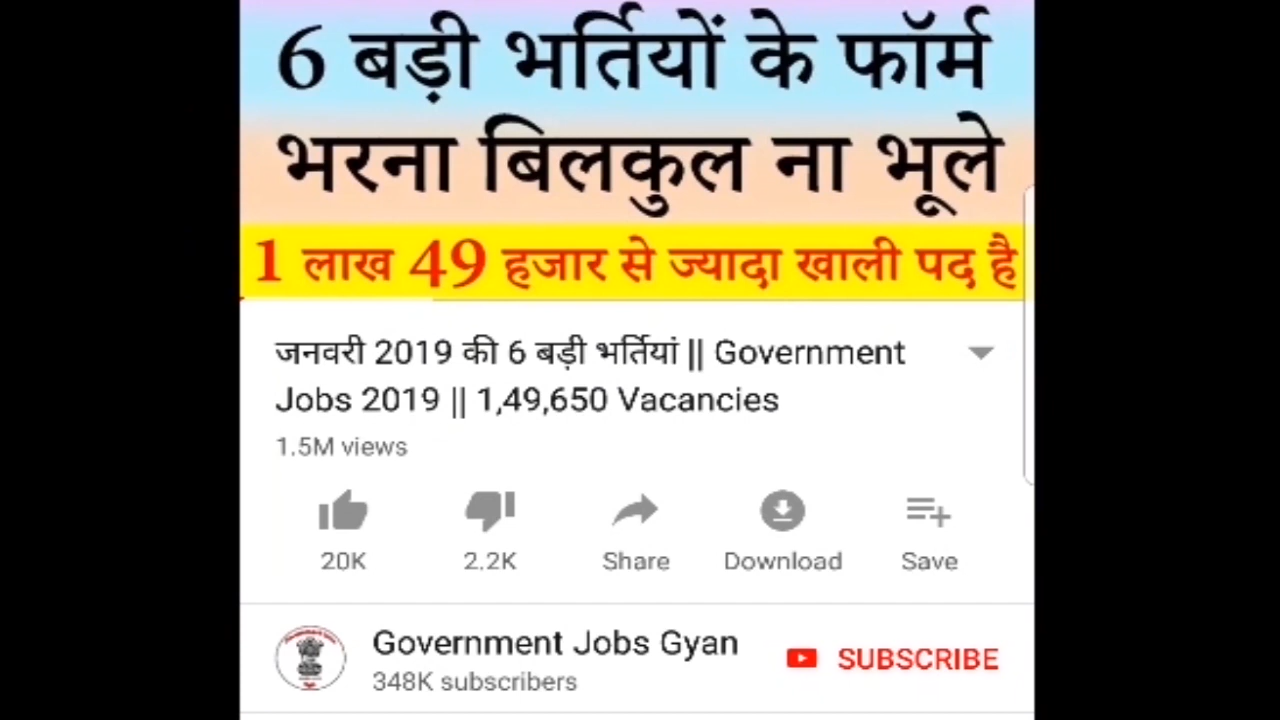 6 बड़ी भर्तियों के फॉर्म
भरना बिलकुल ना भूले
1 लाख 49 हजार से ज्यादा खाली पद है
जनवरी 2019 की 6 बड़ी भर्तियां || Government
Jobs 2019 || 1,49,650 Vacancies
1.5M views
20K 2.2K Share Download Save
Government Jobs Gyan
SUBSCRIBE
348K subscribers